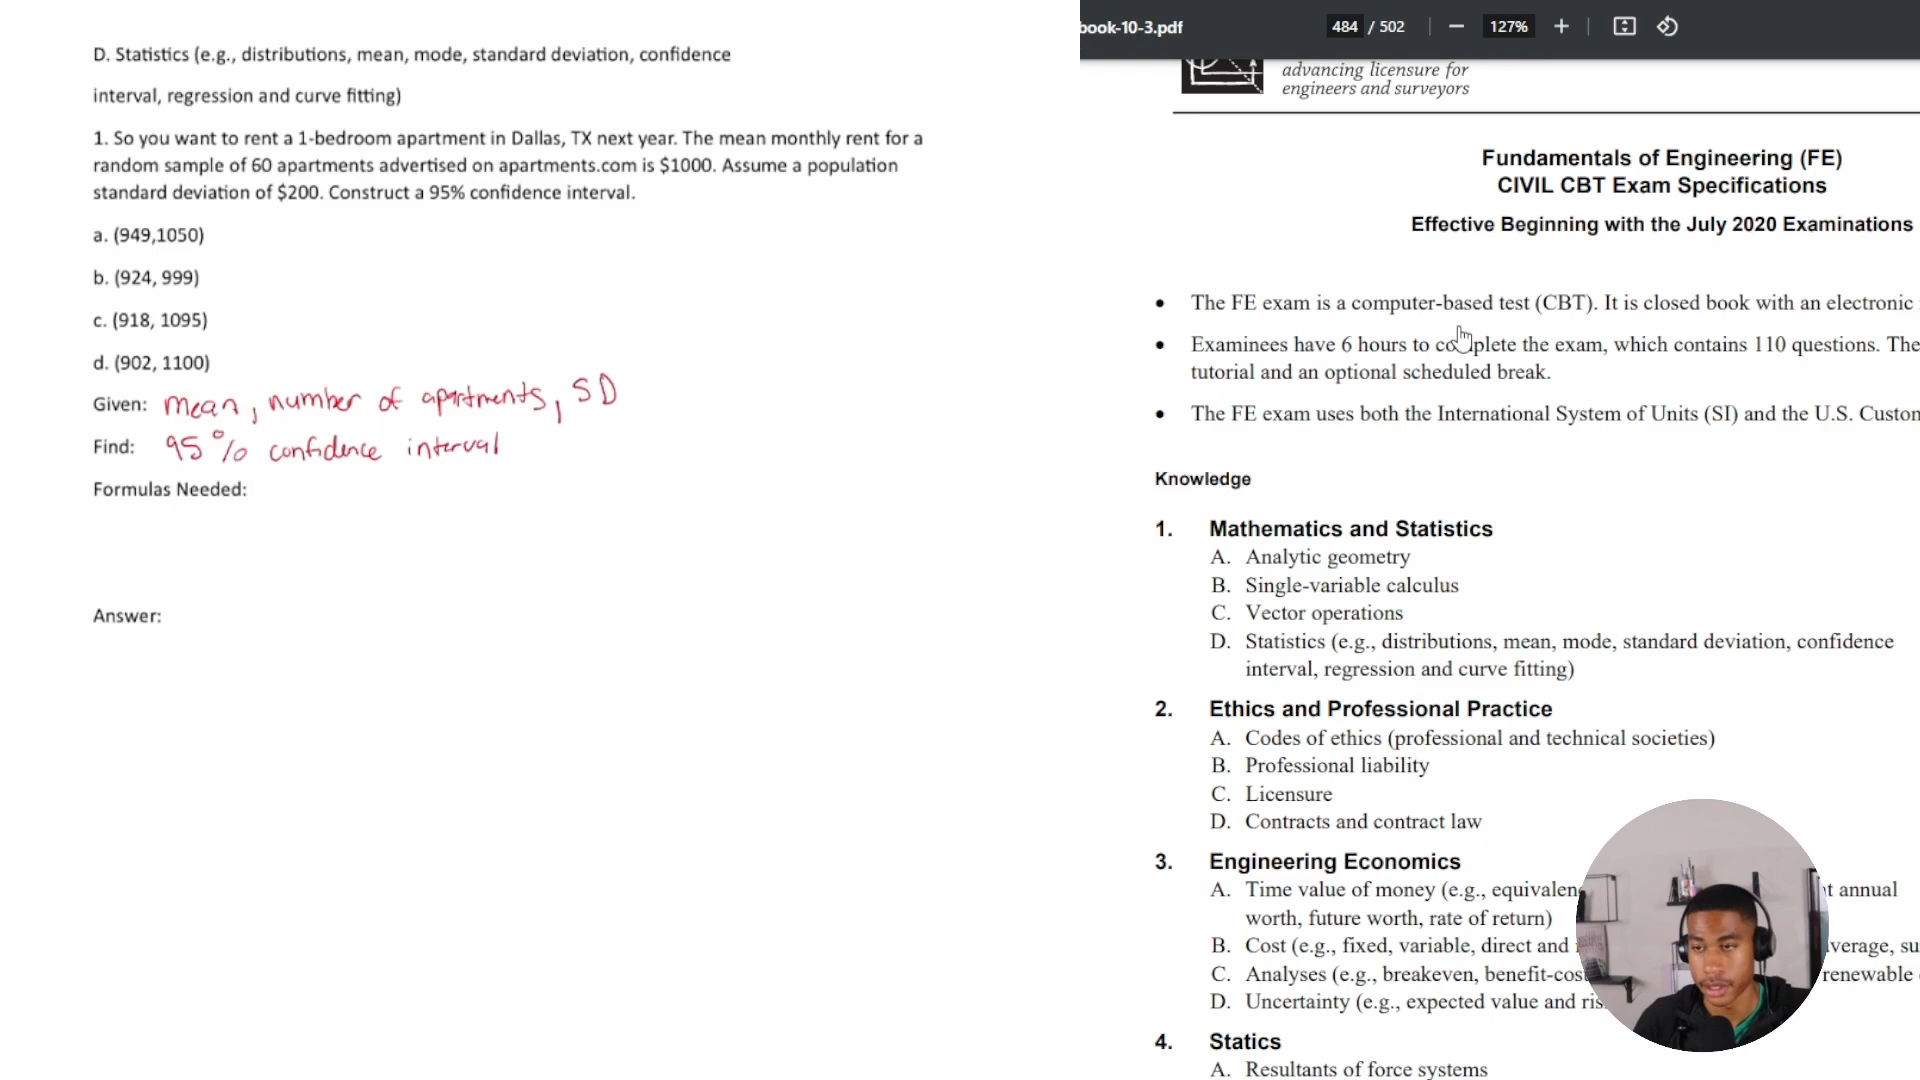 D. Statistics (e.g., distributions, mean, mode, standard deviation, confidence
interval, regression and curve fitting)
1. So you want to rent a 1-bedroom apartment in Dallas, TX next year. The mean monthly rent for a
random sample of 60 apartments advertised on apartments.com is $1000. Assume a population
standard deviation of $200. Construct a 95% confidence interval.
a. (949,1050)
b. (924, 999)
c. (918, 1095)
d. (902, 1100)
Given: mean, number of apartments, SD
Find: 95% confidence interval
Formulas Needed:
Answer:
book-10-3.pdf
484 / 502
127%
advancing licensure for
engineers and surveyors
Fundamentals of Engineering (FE)
CIVIL CBT Exam Specifications
Effective Beginning with the July 2020 Examinations
• The FE exam is a computer-based test (CBT). It is closed book with an electronic
• Examinees have 6 hours to complete the exam, which contains 110 questions. The
tutorial and an optional scheduled break.
• The FE exam uses both the International System of Units (SI) and the U.S. Custom
Knowledge
1. Mathematics and Statistics
A. Analytic geometry
B. Single-variable calculus
C. Vector operations
D. Statistics (e.g., distributions, mean, mode, standard deviation, confidence
interval, regression and curve fitting)
2. Ethics and Professional Practice
A. Codes of ethics (professional and technical societies)
B. Professional liability
C. Licensure
D. Contracts and contract law
3. Engineering Economics
A. Time value of money (e.g., equivalen t annual
worth, future worth, rate of return)
B. Cost (e.g., fixed, variable, direct and verage, su
C. Analyses (e.g., breakeven, benefit-cos renewable
D. Uncertainty (e.g., expected value and ris
4. Statics
A. Resultants of force systems